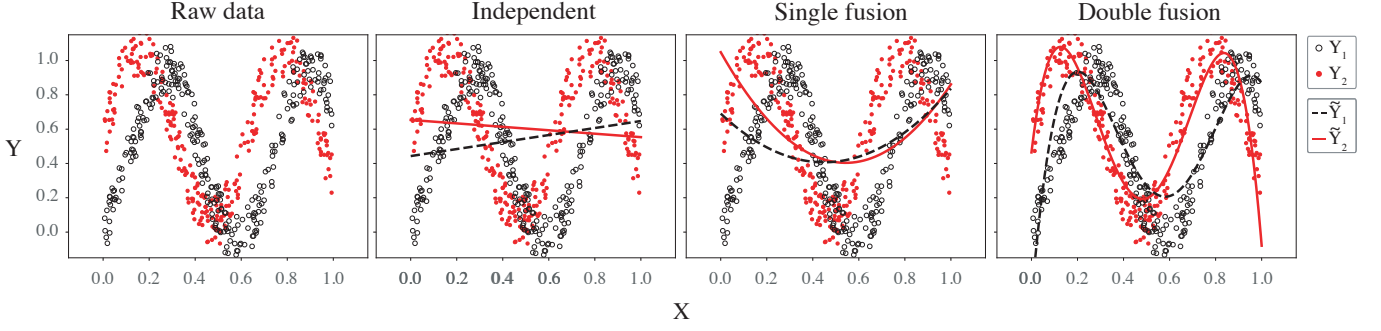 Raw data
Independent
Single fusion
Double fusion
Y
1.0
0.8
0.6
0.4
0.2
0.0
0.0 0.2 0.4 0.6 0.8 1.0
0.0 0.2 0.4 0.6 0.8 1.0
0.0 0.2 0.4 0.6 0.8 1.0
0.0 0.2 0.4 0.6 0.8 1.0
X
Y₁
Y₂
Ỹ₁
Ỹ₂